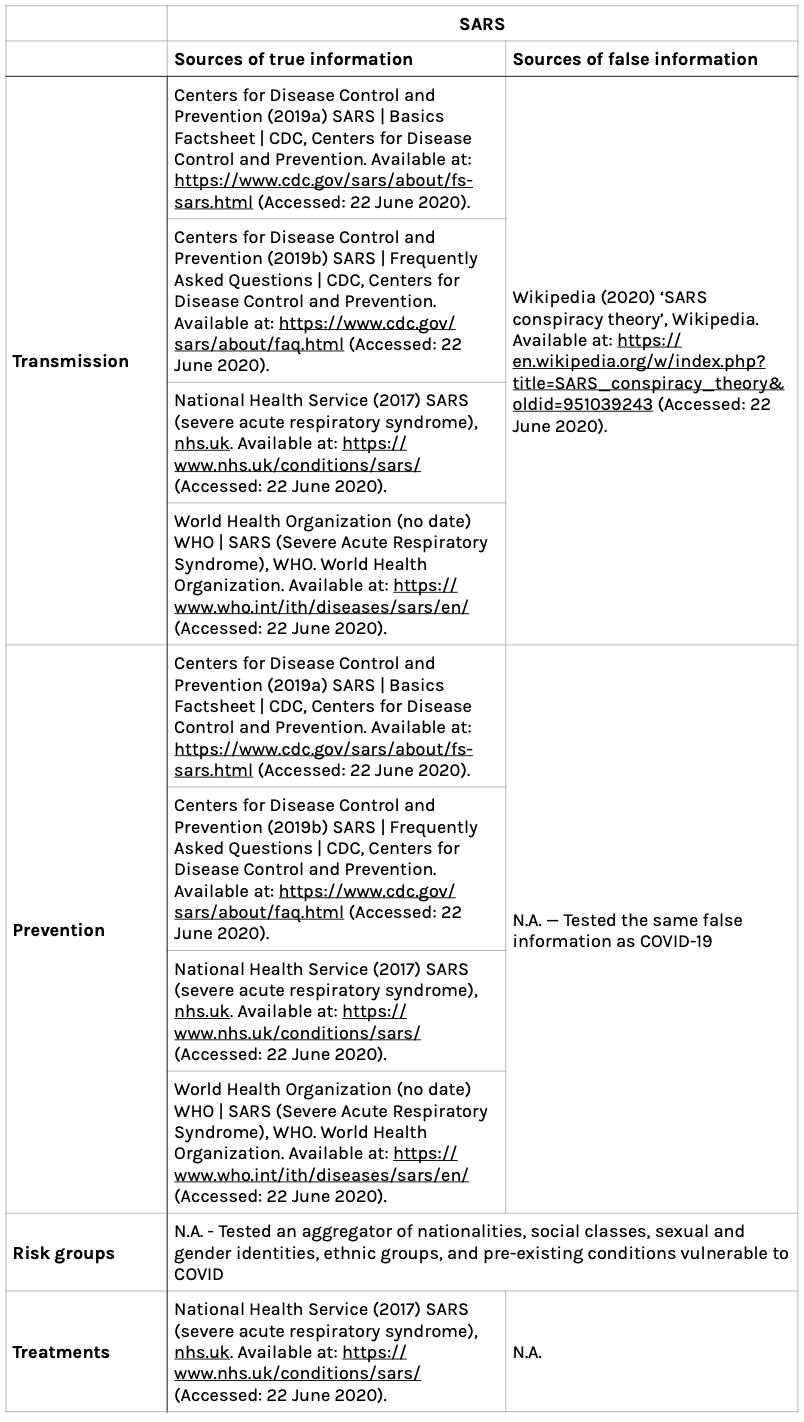 SARS
Sources of true information
Sources of false information
Transmission
Centers for Disease Control and
Prevention (2019a) SARS | Basics
Factsheet | CDC, Centers for Disease
Control and Prevention. Available at:
https://www.cdc.gov/sars/about/fs-
sars.html (Accessed: 22 June 2020).
Centers for Disease Control and
Prevention (2019b) SARS | Frequently
Asked Questions | CDC, Centers for
Disease Control and Prevention.
Available at: https://www.cdc.gov/
sars/about/faq.html (Accessed: 22
June 2020).
National Health Service (2017) SARS
(severe acute respiratory syndrome),
nhs.uk. Available at: https://
www.nhs.uk/conditions/sars/
(Accessed: 22 June 2020).
World Health Organization (no date)
WHO | SARS (Severe Acute Respiratory
Syndrome), WHO. World Health
Organization. Available at: https://
www.who.int/ith/diseases/sars/en/
(Accessed: 22 June 2020).
Wikipedia (2020) ‘SARS
conspiracy theory’, Wikipedia.
Available at: https://
en.wikipedia.org/w/index.php?
title=SARS_conspiracy_theory&
oldid=951039243 (Accessed: 22
June 2020).
Prevention
Centers for Disease Control and
Prevention (2019a) SARS | Basics
Factsheet | CDC, Centers for Disease
Control and Prevention. Available at:
https://www.cdc.gov/sars/about/fs-
sars.html (Accessed: 22 June 2020).
Centers for Disease Control and
Prevention (2019b) SARS | Frequently
Asked Questions | CDC, Centers for
Disease Control and Prevention.
Available at: https://www.cdc.gov/
sars/about/faq.html (Accessed: 22
June 2020).
National Health Service (2017) SARS
(severe acute respiratory syndrome),
nhs.uk. Available at: https://
www.nhs.uk/conditions/sars/
(Accessed: 22 June 2020).
World Health Organization (no date)
WHO | SARS (Severe Acute Respiratory
Syndrome), WHO. World Health
Organization. Available at: https://
www.who.int/ith/diseases/sars/en/
(Accessed: 22 June 2020).
N.A. — Tested the same false
information as COVID-19
Risk groups
N.A. - Tested an aggregator of nationalities, social classes, sexual and
gender identities, ethnic groups, and pre-existing conditions vulnerable to
COVID
Treatments
National Health Service (2017) SARS
(severe acute respiratory syndrome),
nhs.uk. Available at: https://
www.nhs.uk/conditions/sars/
(Accessed: 22 June 2020).
N.A.